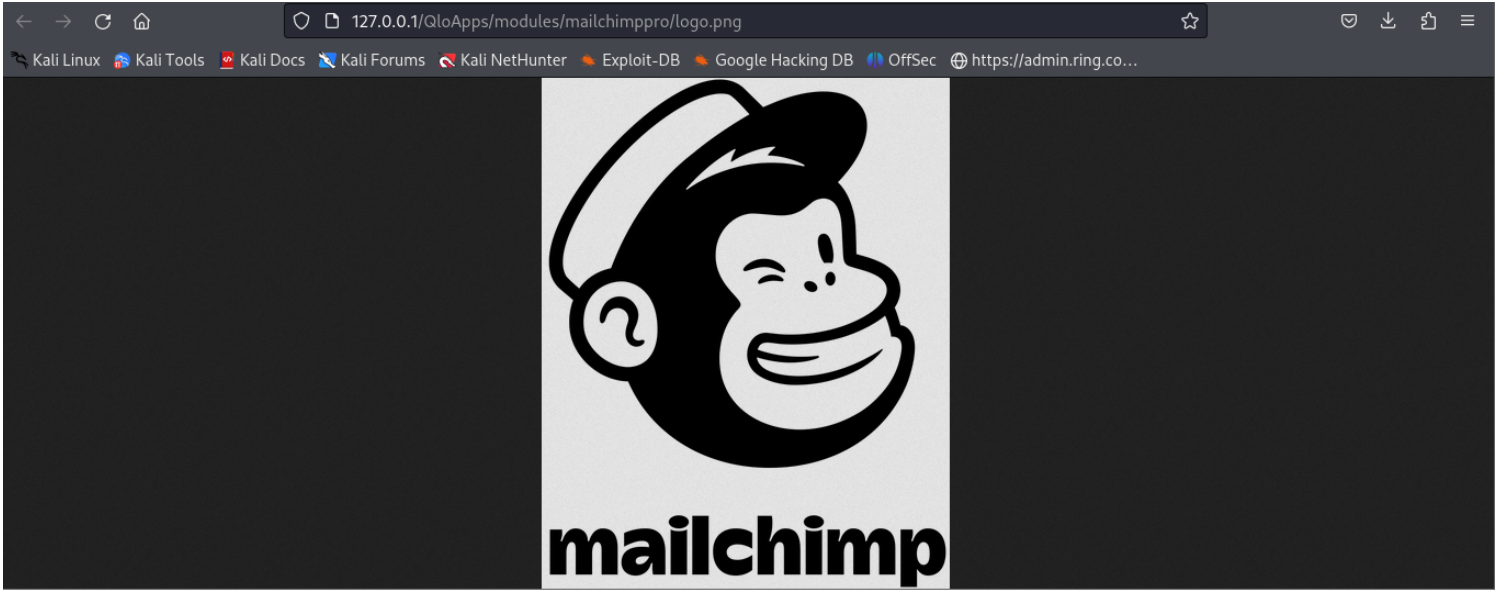 127.0.0.1/QloApps/modules/mailchimppro/logo.png
Kali Linux Kali Tools Kali Docs Kali Forums Kali NetHunter Exploit-DB Google Hacking DB OffSec https://admin.ring.co…
mailchimp